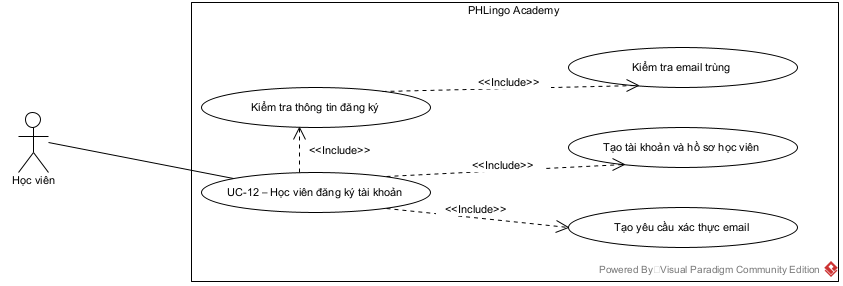 PHLingo Academy
Kiểm tra email trùng
<<Include>>
Kiểm tra thông tin đăng ký
<<Include>>
Tạo tài khoản và hồ sơ học viên
<<Include>>
Học viên
UC-12 – Học viên đăng ký tài khoản
<<Include>>
Tạo yêu cầu xác thực email
Powered By Visual Paradigm Community Edition